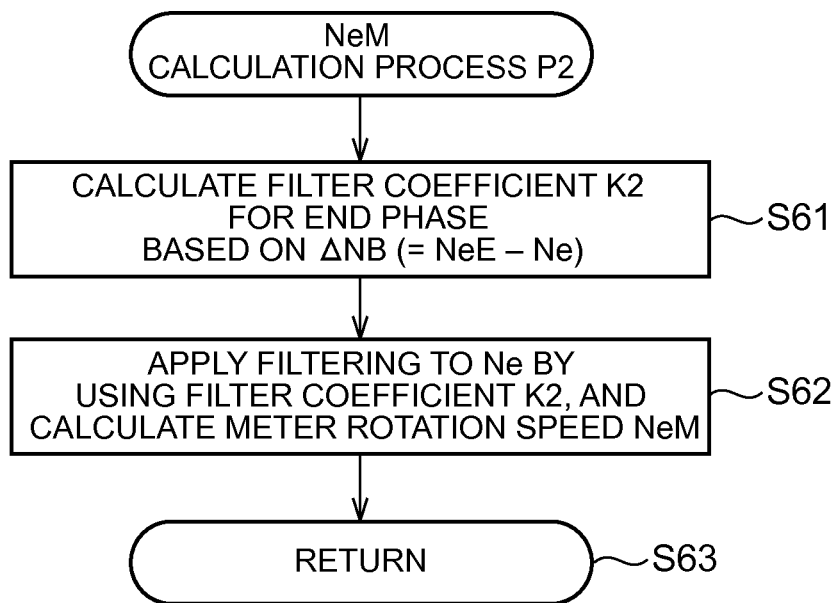 NeM
CALCULATION PROCESS P2
CALCULATE FILTER COEFFICIENT K2
FOR END PHASE
BASED ON ΔNB (= NeE – Ne)
S61
APPLY FILTERING TO Ne BY
USING FILTER COEFFICIENT K2, AND
CALCULATE METER ROTATION SPEED NeM
S62
RETURN
S63